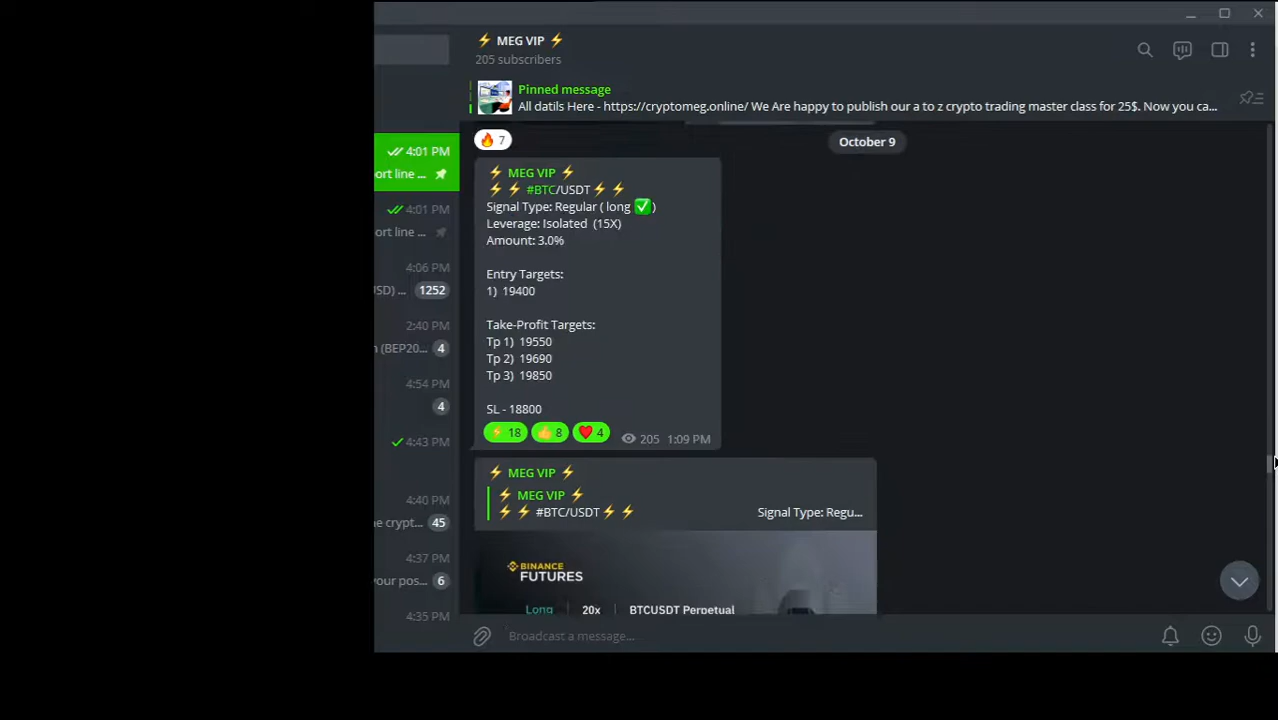 ⚡ MEG VIP ⚡
205 subscribers
Pinned message
All datils Here - https://cryptomeg.online/ We Are happy to publish our a to z crypto trading master class for 25$. Now you ca...
4:01 PM
ort line ...
4:01 PM
ort line ...
4:06 PM
JSD) ... 1252
2:40 PM
n (BEP20... 4
4:54 PM
4
4:43 PM
4:40 PM
ne crypt... 45
4:37 PM
your pos... 6
4:35 PM
🔥 7
October 9
⚡ MEG VIP ⚡
⚡⚡ #BTC/USDT⚡⚡
Signal Type: Regular ( long ✅ )
Leverage: Isolated (15X)
Amount: 3.0%
Entry Targets:
1) 19400
Take-Profit Targets:
Tp 1) 19550
Tp 2) 19690
Tp 3) 19850
SL - 18800
⚡ 18 👍 8 ❤️ 4 205 1:09 PM
⚡ MEG VIP ⚡
⚡ MEG VIP ⚡
⚡⚡ #BTC/USDT⚡⚡ Signal Type: Regu...
BINANCE
FUTURES
Long 20x BTCUSDT Perpetual
Broadcast a message...